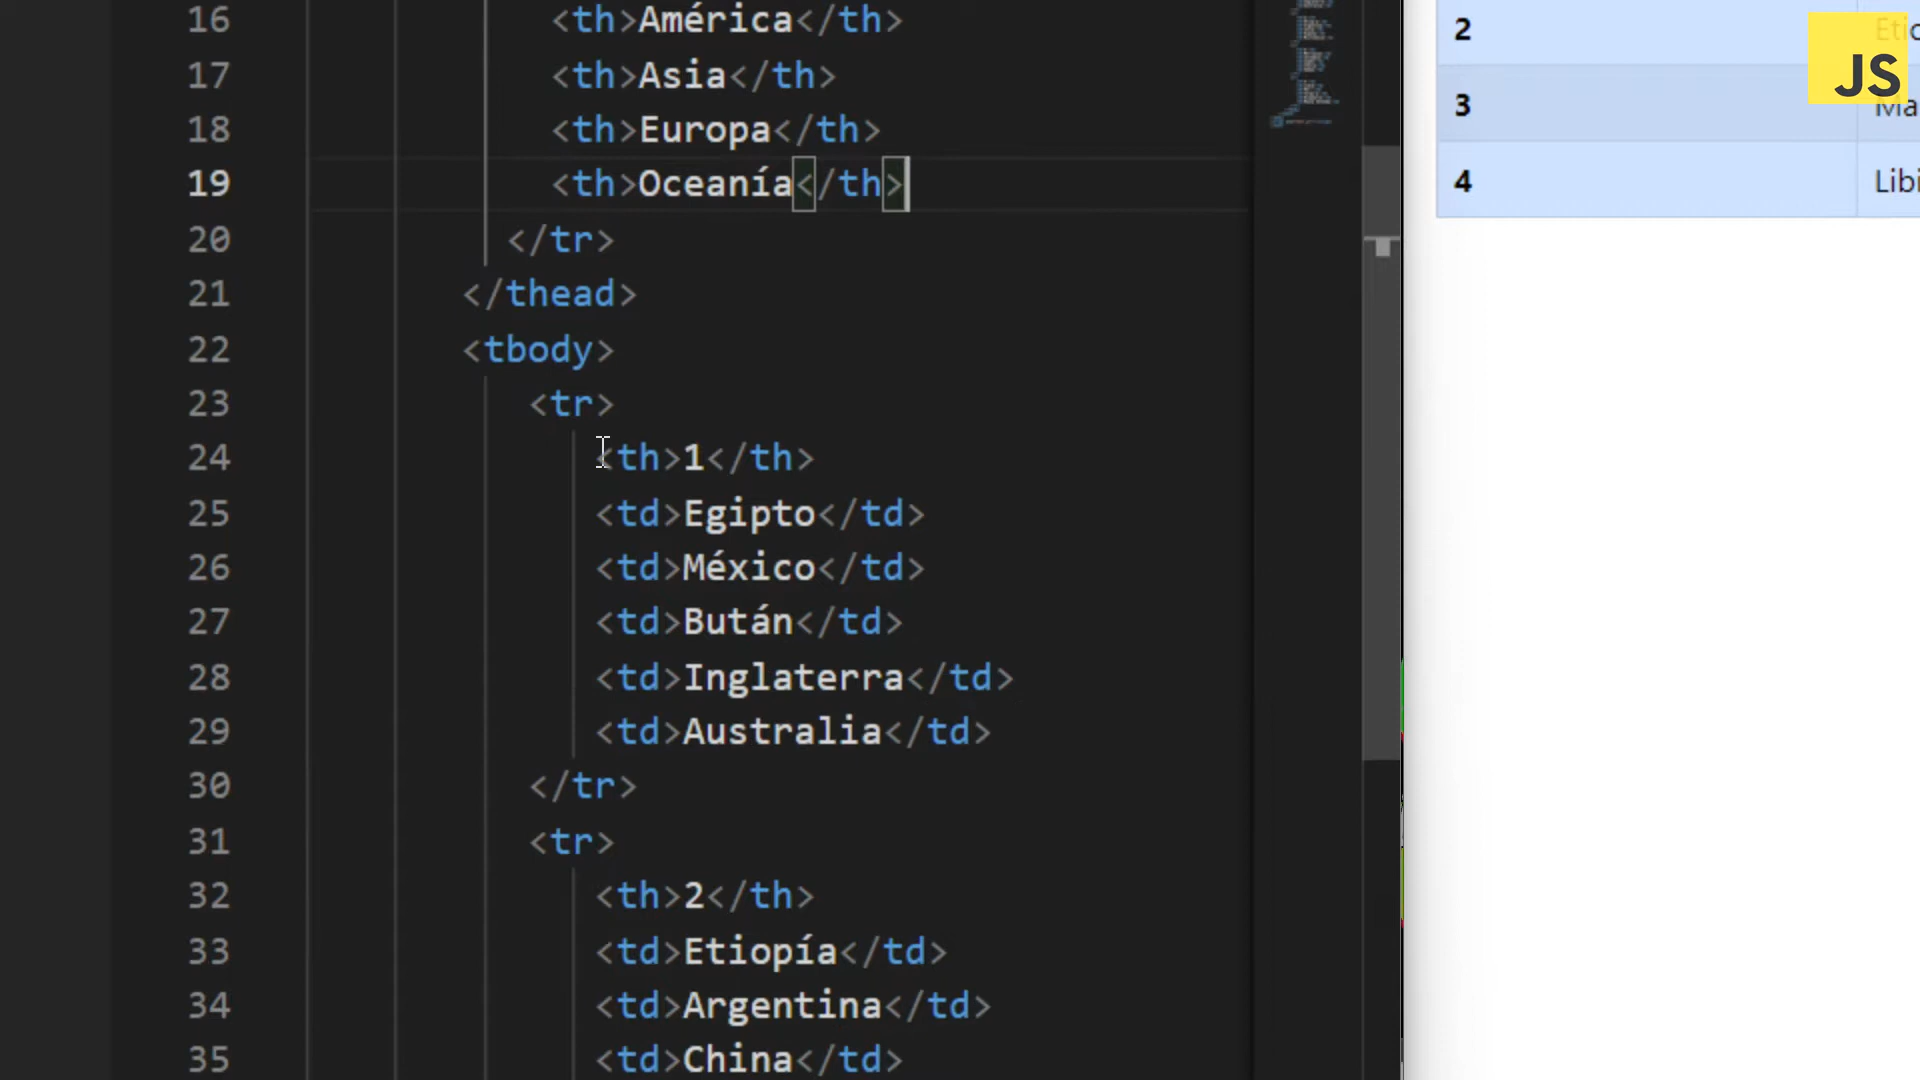 16 <th>América</th>
17 <th>Asia</th>
18 <th>Europa</th>
19 <th>Oceanía</th>
20 </tr>
21 </thead>
22 <tbody>
23 <tr>
24 <th>1</th>
25 <td>Egipto</td>
26 <td>México</td>
27 <td>Bután</td>
28 <td>Inglaterra</td>
29 <td>Australia</td>
30 </tr>
31 <tr>
32 <th>2</th>
33 <td>Etiopía</td>
34 <td>Argentina</td>
35 <td>China</td>
2 Etio
3 Ma
4 Libi
JS